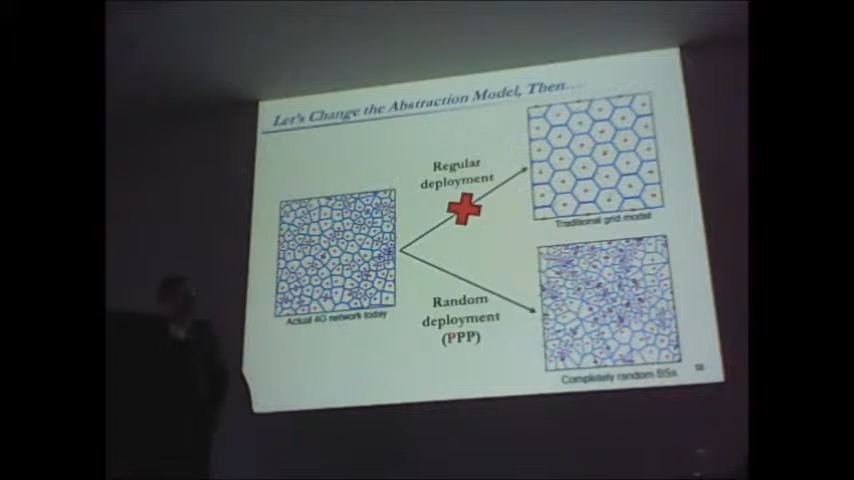 Let's Change the Abstraction Model, Then...
Regular
deployment
Traditional grid model
Actual 4G network today
Random
deployment
(PPP)
Completely random BSs